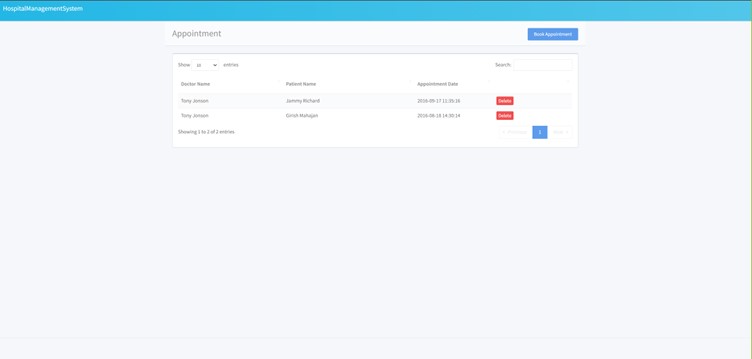 HospitalManagementSystem
Appointment
Book Appointment
Show 10 entries
Search:
Doctor Name Patient Name Appointment Date
Tony Jonson Jammy Richard 2016-09-17 11:35:16 Delete
Tony Jonson Girish Mahajan 2016-08-18 14:30:14 Delete
Showing 1 to 2 of 2 entries
← Previous 1 Next →